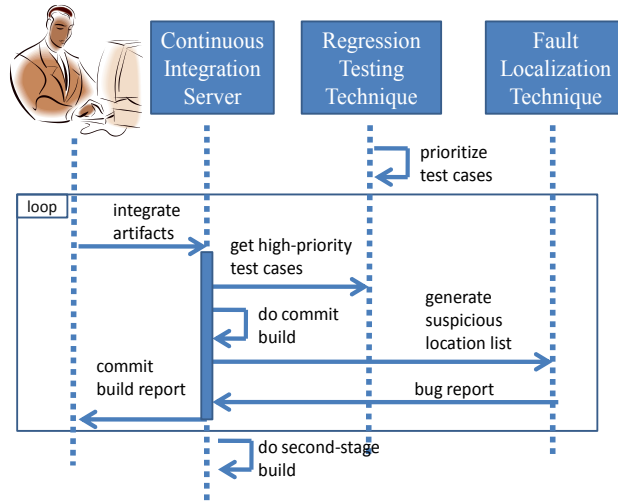 Continuous
Integration
Server
Regression
Testing
Technique
Fault
Localization
Technique
prioritize
test cases
loop
integrate
artifacts
get high-priority
test cases
do commit
build
generate
suspicious
location list
commit
build report
bug report
do second-stage
build